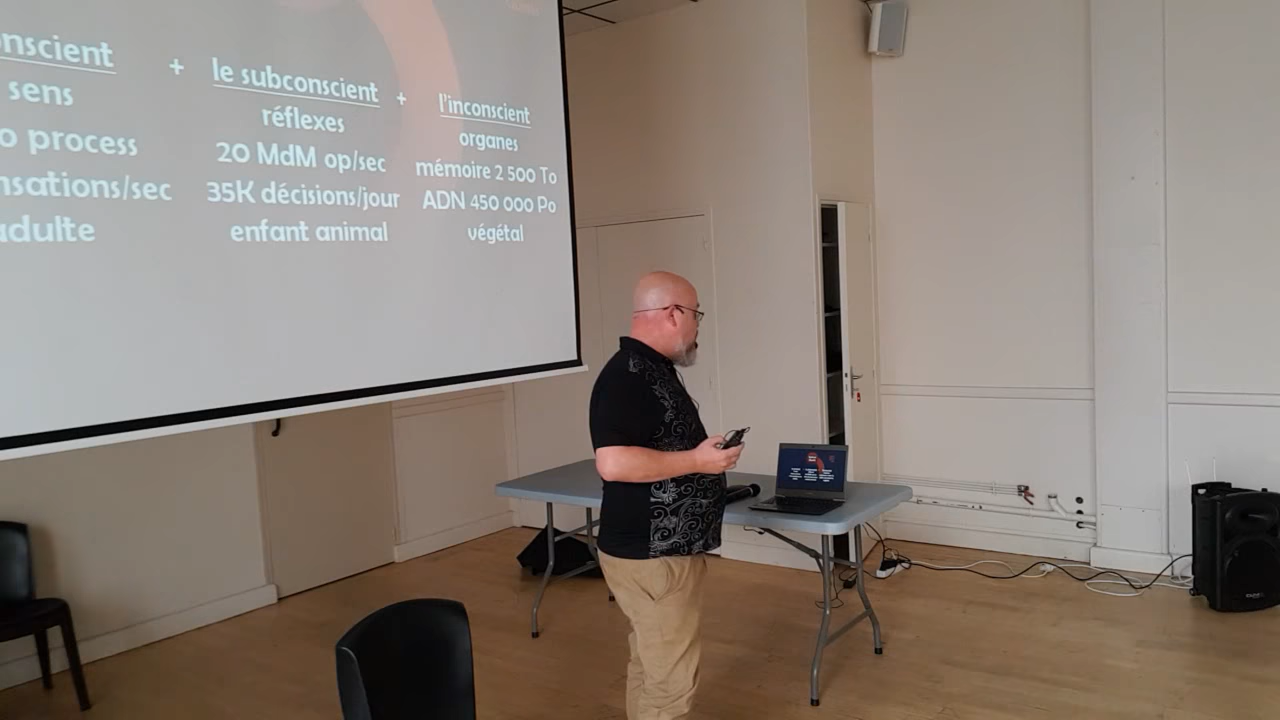 nscient + le subconscient + l'inconscient
sens réflexes organes
o process 20 MdM op/sec mémoire 2 500 To
nsations/sec 35K décisions/jour ADN 450 000 Po
adulte enfant animal végétal